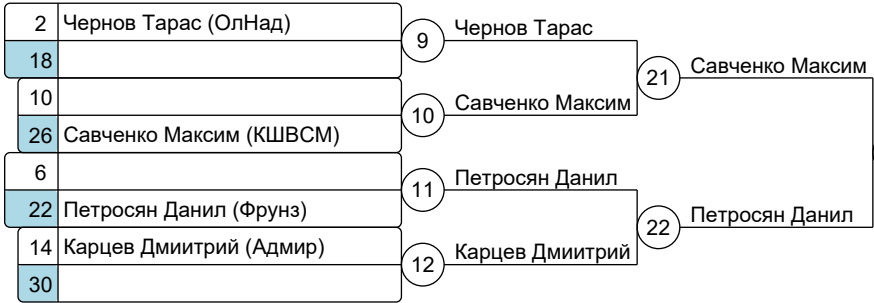 2 Чернов Тарас (ОлНад)
18
10
26 Савченко Максим (КШВСМ)
6
22 Петросян Данил (Фрунз)
14 Карцев Дмиитрий (Адмир)
30
9 Чернов Тарас
10 Савченко Максим
11 Петросян Данил
12 Карцев Дмиитрий
21 Савченко Максим
22 Петросян Данил